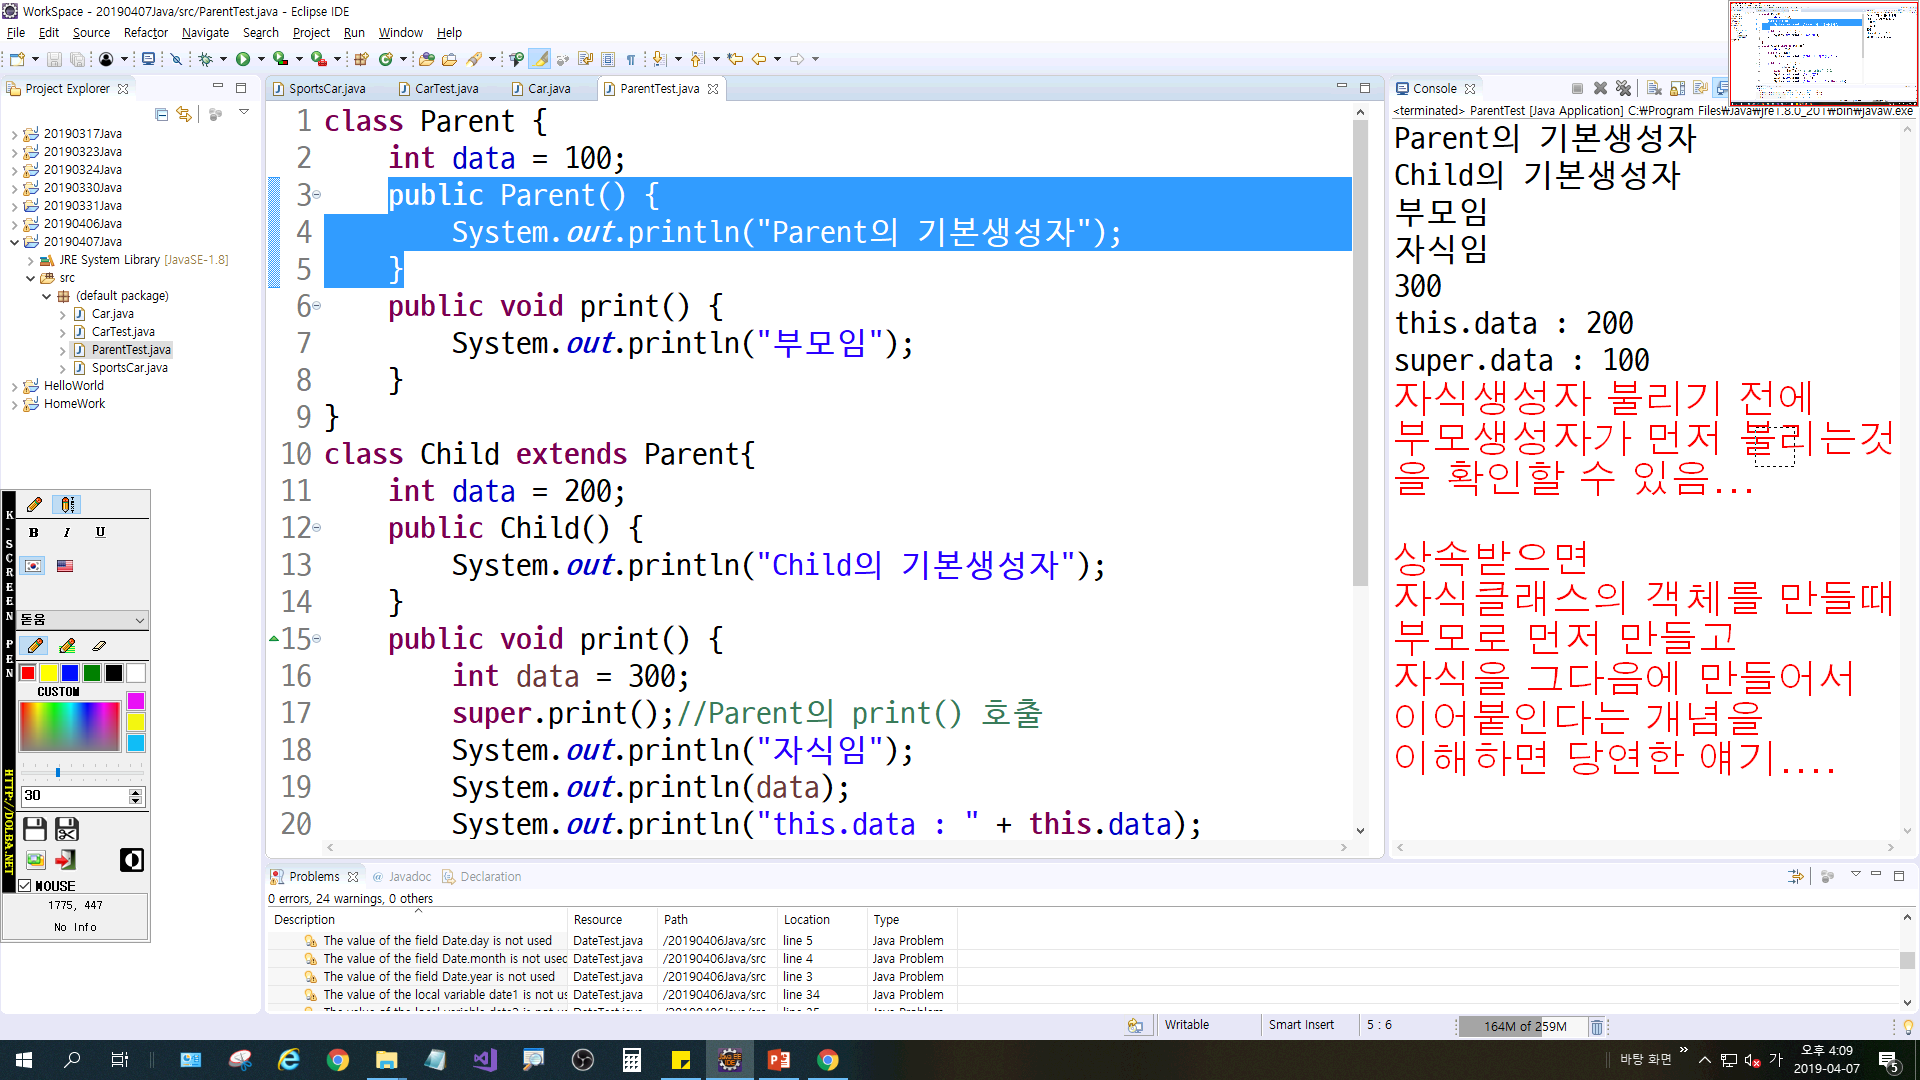 WorkSpace - 20190407Java/src/ParentTest.java - Eclipse IDE
File Edit Source Refactor Navigate Search Project Run Window Help
Project Explorer
20190317Java
20190323Java
20190324Java
20190330Java
20190331Java
20190406Java
20190407Java
JRE System Library [JavaSE-1.8]
src
(default package)
Car.java
CarTest.java
ParentTest.java
SportsCar.java
HelloWorld
HomeWork
SportsCar.java CarTest.java Car.java ParentTest.java
1 class Parent {
2 int data = 100;
3 public Parent() {
4 System.out.println("Parent의 기본생성자");
5 }
6 public void print() {
7 System.out.println("부모임");
8 }
9 }
10 class Child extends Parent{
11 int data = 200;
12 public Child() {
13 System.out.println("Child의 기본생성자");
14 }
15 public void print() {
16 int data = 300;
17 super.print();//Parent의 print() 호출
18 System.out.println("자식임");
19 System.out.println(data);
20 System.out.println("this.data : " + this.data);
Console
<terminated> ParentTest [Java Application] C:₩Program Files₩Java₩jre1.8.0_201₩bin₩javaw.exe
Parent의 기본생성자
Child의 기본생성자
부모임
자식임
300
this.data : 200
super.data : 100
자식생성자 불리기 전에
부모생성자가 먼저 불리는것
을 확인할 수 있음...
상속받으면
자식클래스의 객체를 만들때
부모로 먼저 만들고
자식을 그다음에 만들어서
이어붙인다는 개념을
이해하면 당연한 얘기....
K-SCREEN PEN
HTTP://DOLBA.NET
B I U
돋움
CUSTOM
30
MOUSE
1775, 447
No Info
Problems @ Javadoc Declaration
0 errors, 24 warnings, 0 others
Description Resource Path Location Type
The value of the field Date.day is not used DateTest.java /20190406Java/src line 5 Java Problem
The value of the field Date.month is not used DateTest.java /20190406Java/src line 4 Java Problem
The value of the field Date.year is not used DateTest.java /20190406Java/src line 3 Java Problem
The value of the local variable date1 is not us DateTest.java /20190406Java/src line 34 Java Problem
Writable Smart Insert 5 : 6 164M of 259M
바탕 화면 가 오후 4:09
2019-04-07
5